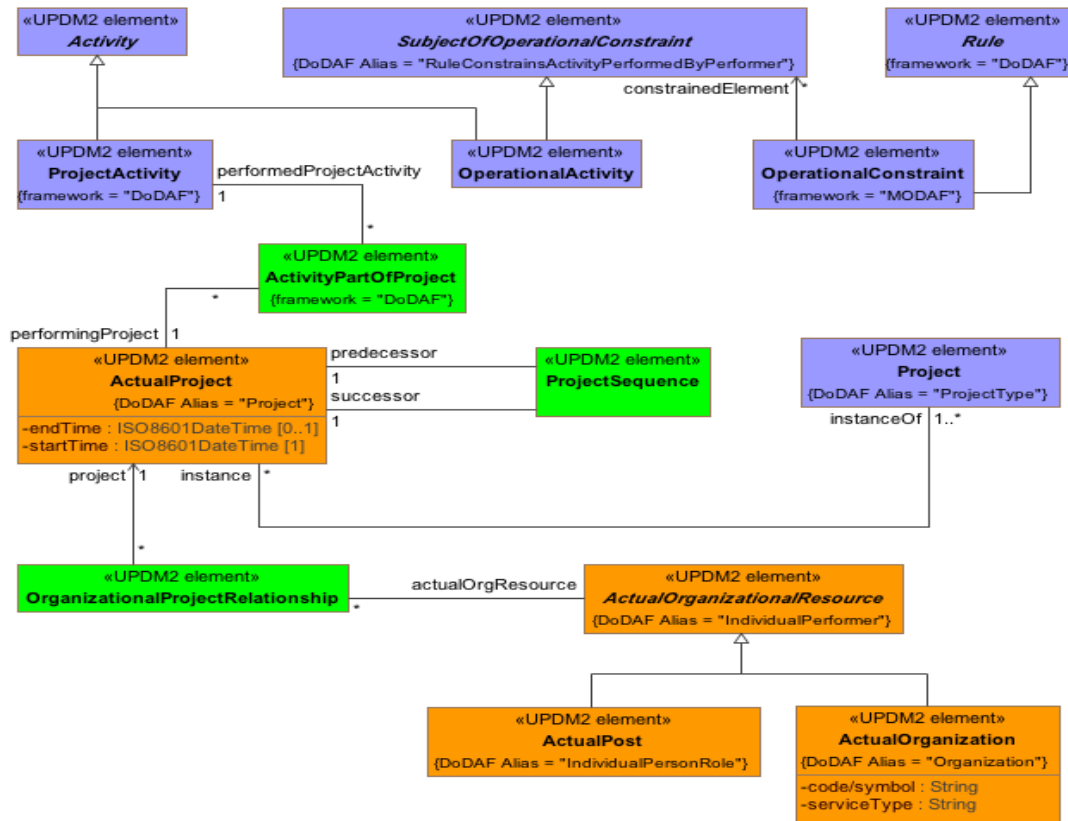 «UPDM2 element»
Activity
«UPDM2 element»
SubjectOfOperationalConstraint
{DoDAF Alias = "RuleConstrainsActivityPerformedByPerformer"}
«UPDM2 element»
Rule
{framework = "DoDAF"}
constrainedElement
*
«UPDM2 element»
ProjectActivity
{framework = "DoDAF"}
performedProjectActivity
1
«UPDM2 element»
OperationalActivity
«UPDM2 element»
OperationalConstraint
{framework = "MODAF"}
*
«UPDM2 element»
ActivityPartOfProject
{framework = "DoDAF"}
*
performingProject
1
«UPDM2 element»
ActualProject
{DoDAF Alias = "Project"}
-endTime : ISO8601DateTime [0..1]
-startTime : ISO8601DateTime [1]
predecessor
1
successor
1
«UPDM2 element»
ProjectSequence
«UPDM2 element»
Project
{DoDAF Alias = "ProjectType"}
instanceOf
1..*
project
1
instance
*
*
«UPDM2 element»
OrganizationalProjectRelationship
actualOrgResource
*
«UPDM2 element»
ActualOrganizationalResource
{DoDAF Alias = "IndividualPerformer"}
«UPDM2 element»
ActualPost
{DoDAF Alias = "IndividualPersonRole"}
«UPDM2 element»
ActualOrganization
{DoDAF Alias = "Organization"}
-code/symbol : String
-serviceType : String